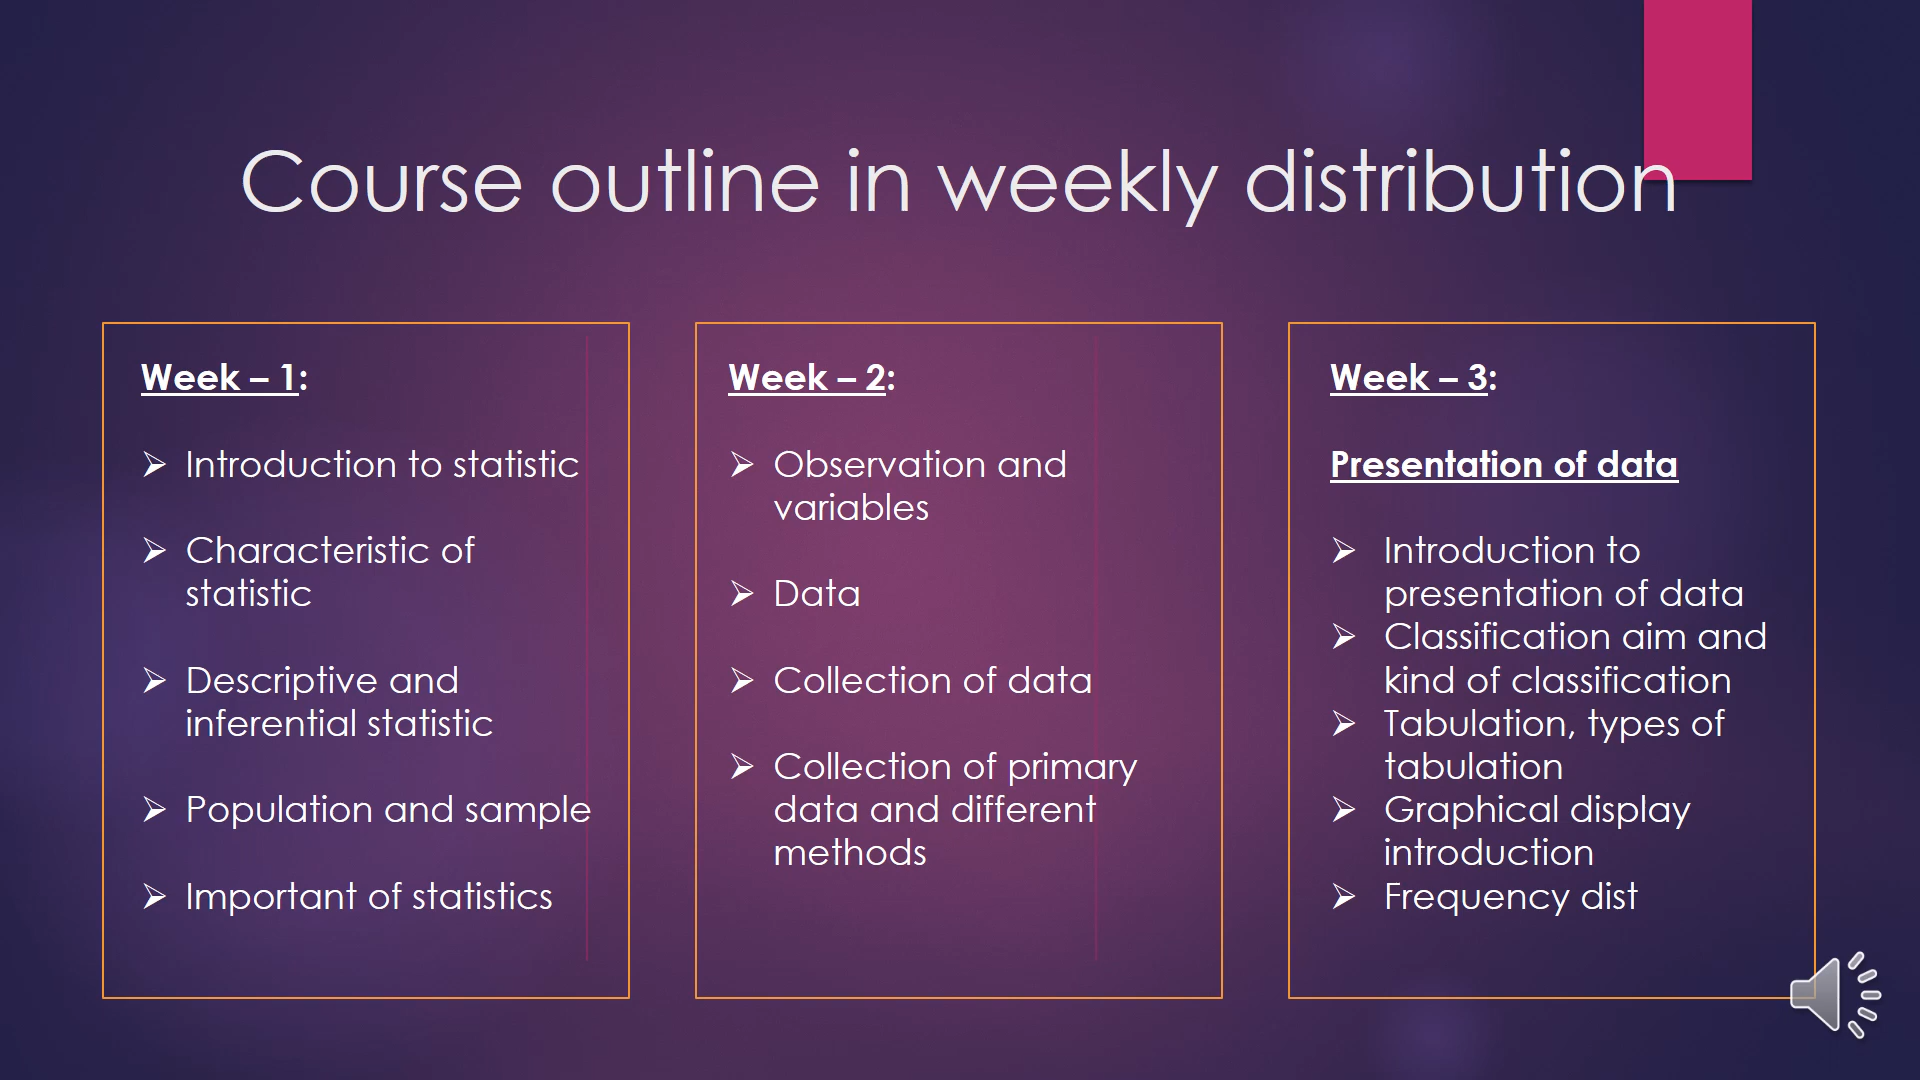 Course outline in weekly distribution
Week – 1:
➢ Introduction to statistic
➢ Characteristic of
statistic
➢ Descriptive and
inferential statistic
➢ Population and sample
➢ Important of statistics
Week – 2:
➢ Observation and
variables
➢ Data
➢ Collection of data
➢ Collection of primary
data and different
methods
Week – 3:
Presentation of data
➢ Introduction to
presentation of data
➢ Classification aim and
kind of classification
➢ Tabulation, types of
tabulation
➢ Graphical display
introduction
➢ Frequency dist